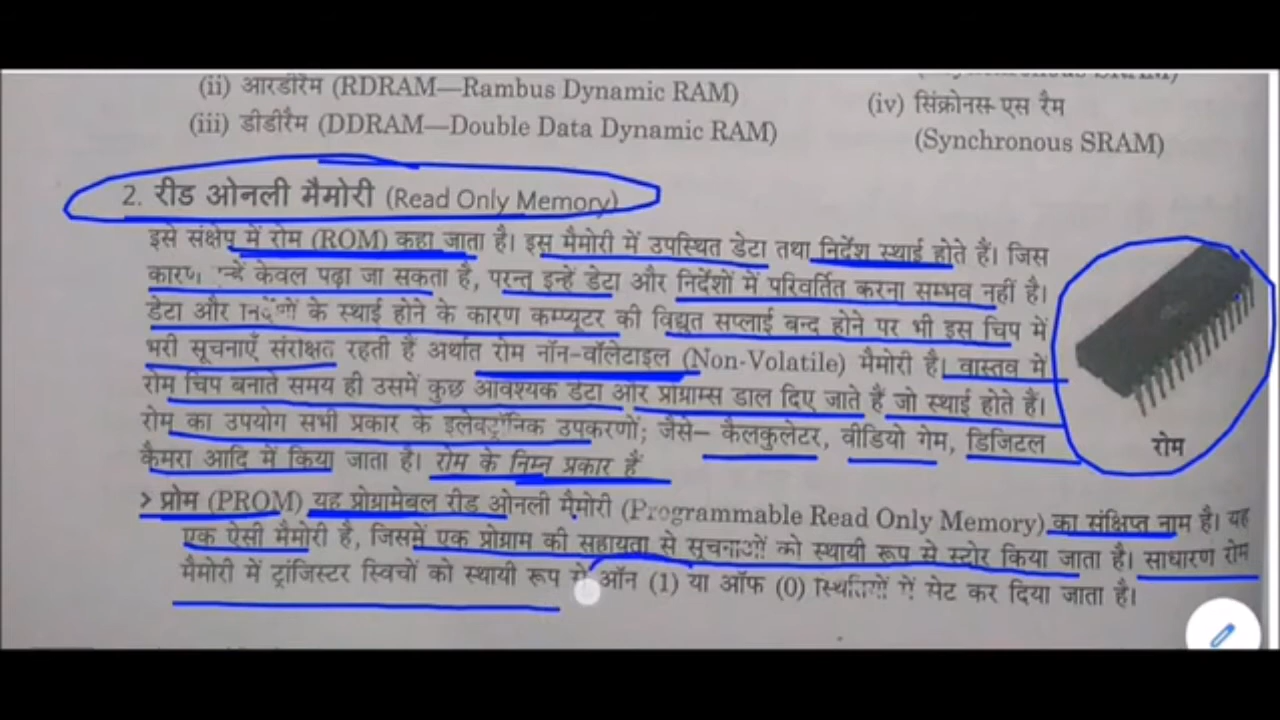 (ii) आरडीरैम (RDRAM—Rambus Dynamic RAM)
(iii) डीडीरैम (DDRAM—Double Data Dynamic RAM)
(iv) सिंक्रोनस एस रैम
(Synchronous SRAM)
2. रीड ओनली मैमोरी (Read Only Memory)
इसे संक्षेप में रोम (ROM) कहा जाता है। इस मैमोरी में उपस्थित डेटा तथा निर्देश स्थाई होते हैं। जिस
केवल पढ़ा जा सकता है, परन्तु इन्हें डेटा और निर्देशों में परिवर्तित करना सम्भव नहीं है।
डेटा और के स्थाई होने के कारण कम्प्यूटर की विद्युत सप्लाई बन्द होने पर भी इस चिप में
भरी सूचनाएँ संरक्षित रहती हैं अर्थात रोम नॉन-वॉलेटाइल (Non-Volatile) मैमोरी है। वास्तव में
रोम चिप बनाते समय ही उसमें कुछ आवश्यक डेटा और प्रोग्राम्स डाल दिए जाते हैं जो स्थाई होते हैं।
रोम का उपयोग सभी प्रकार के इलेक्ट्रॉनिक उपकरणों; जैसे– कैलकुलेटर, वीडियो गेम, डिजिटल
कैमरा आदि में किया जाता है। रोम के निम्न प्रकार हैं
रोम
> प्रोम (PROM) यह प्रोग्रामेबल रीड ओनली मैमोरी (Programmable Read Only Memory) का संक्षिप्त नाम है। यह
एक ऐसी मैमोरी है, जिसमें एक प्रोग्राम की सहायता से सूचनाओं को स्थायी रूप से स्टोर किया जाता है। साधारण रोम
मैमोरी में ट्रांजिस्टर स्विचों को स्थायी रूप में ऑन (1) या ऑफ (0) स्थितियों में सेट कर दिया जाता है।